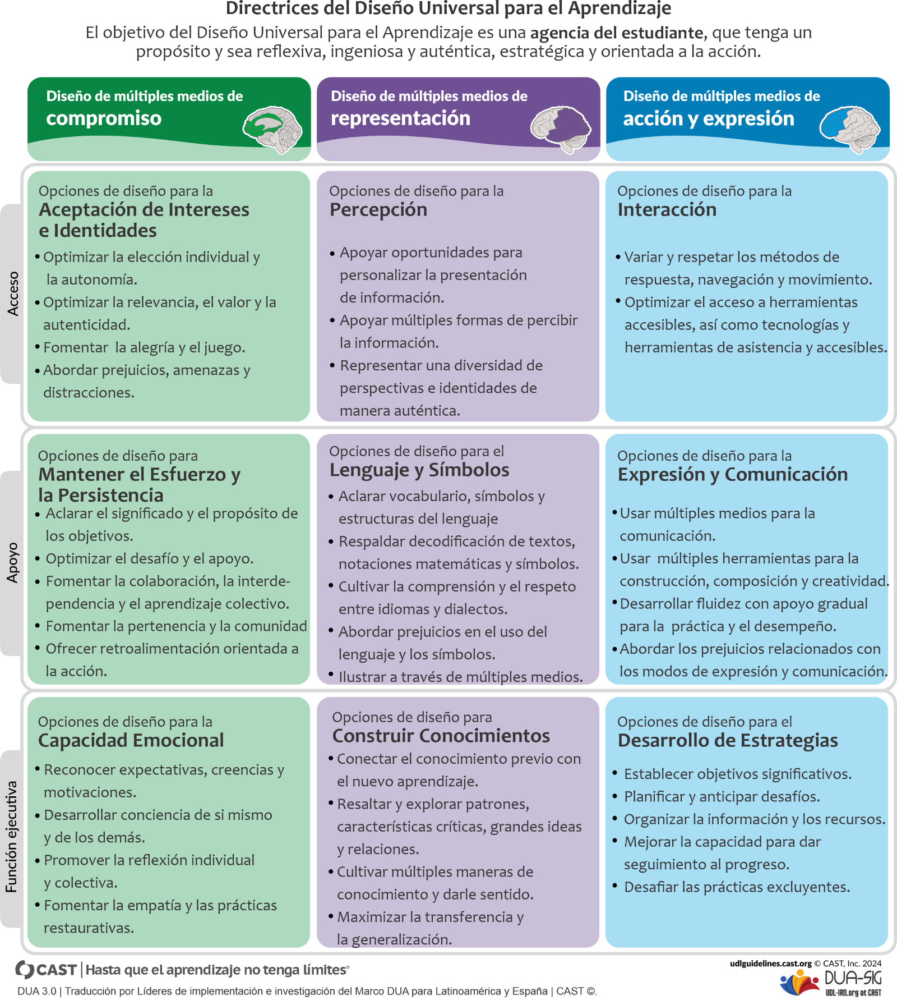 Directrices del Diseño Universal para el Aprendizaje
El objetivo del Diseño Universal para el Aprendizaje es una agencia del estudiante, que tenga un
propósito y sea reflexiva, ingeniosa y auténtica, estratégica y orientada a la acción.
Diseño de múltiples medios de
compromiso
Diseño de múltiples medios de
representación
Diseño de múltiples medios de
acción y expresión
Acceso
Opciones de diseño para la
Aceptación de Intereses
e Identidades
• Optimizar la elección individual y
la autonomía.
• Optimizar la relevancia, el valor y la
autenticidad.
• Fomentar  la alegría y el juego.
• Abordar prejuicios, amenazas y
distracciones.
Opciones de diseño para la
Percepción
• Apoyar oportunidades para
personalizar la presentación
de información.
• Apoyar múltiples formas de percibir
la información.
• Representar una diversidad de
perspectivas e identidades de
manera auténtica.
Opciones de diseño para la
Interacción
• Variar y respetar los métodos de
respuesta, navegación y movimiento.
• Optimizar el acceso a herramientas
accesibles, así como tecnologías y
herramientas de asistencia y accesibles.
Apoyo
Opciones de diseño para
Mantener el Esfuerzo y
la Persistencia
• Aclarar el significado y el propósito de
los objetivos.
• Optimizar el desafío y el apoyo.
• Fomentar la colaboración, la interde-
pendencia y el aprendizaje colectivo.
• Fomentar la pertenencia y la comunidad
• Ofrecer retroalimentación orientada a
la acción.
Opciones de diseño para el
Lenguaje y Símbolos
• Aclarar vocabulario, símbolos y
estructuras del lenguaje
• Respaldar decodificación de textos,
notaciones matemáticas y símbolos.
• Cultivar la comprensión y el respeto
entre idiomas y dialectos.
• Abordar prejuicios en el uso del
lenguaje y los símbolos.
• Ilustrar a través de múltiples medios.
Opciones de diseño para la
Expresión y Comunicación
• Usar múltiples medios para la
comunicación.
• Usar  múltiples herramientas para la
construcción, composición y creatividad.
• Desarrollar fluidez con apoyo gradual
para la  práctica y el desempeño.
• Abordar los prejuicios relacionados con
los modos de expresión y comunicación.
Función ejecutiva
Opciones de diseño para la
Capacidad Emocional
• Reconocer expectativas, creencias y
motivaciones.
• Desarrollar conciencia de si mismo
y de los demás.
• Promover la reflexión individual
y colectiva.
• Fomentar la empatía y las prácticas
restaurativas.
Opciones de diseño para
Construir Conocimientos
• Conectar el conocimiento previo con
el nuevo aprendizaje.
• Resaltar y explorar patrones,
características críticas, grandes ideas
y relaciones.
• Cultivar múltiples maneras de
conocimiento y darle sentido.
• Maximizar la transferencia y
la generalización.
Opciones de diseño para el
Desarrollo de Estrategias
• Establecer objetivos significativos.
• Planificar y anticipar desafíos.
• Organizar la información y los recursos.
• Mejorar la capacidad para dar
seguimiento al progreso.
• Desafiar las prácticas excluyentes.
CAST | Hasta que el aprendizaje no tenga límites®
udlguidelines.cast.org © CAST, Inc. 2024
DUA 3.0 | Traducción por Líderes de implementación e investigación del Marco DUA para Latinoamérica y España | CAST ©.
DUA-SIG
UDL-IRN.org at CAST